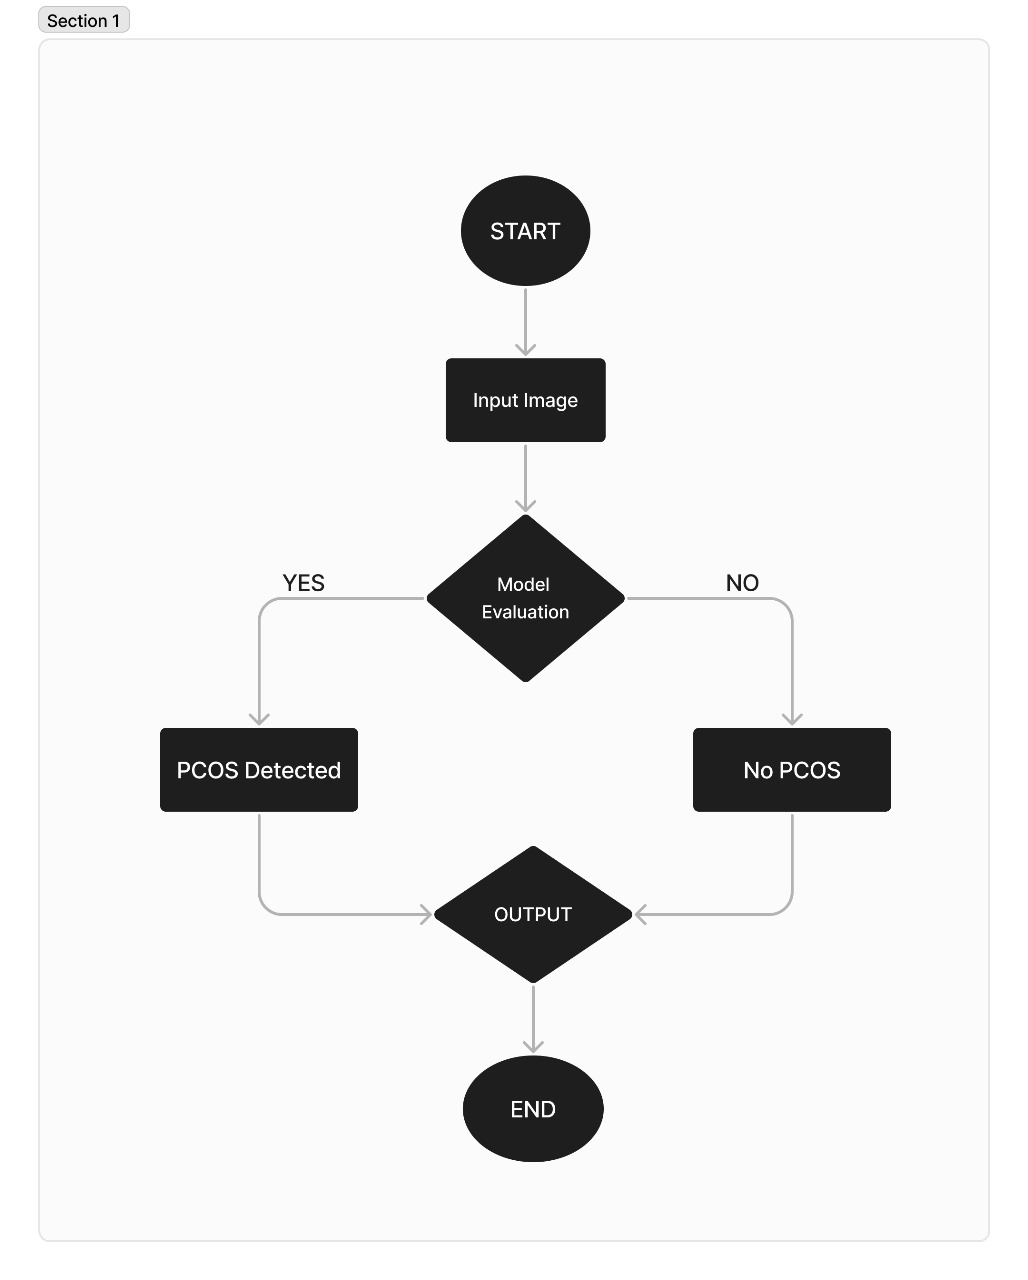 Section 1
START
Input Image
Model
Evaluation
YES
NO
PCOS Detected
No PCOS
OUTPUT
END